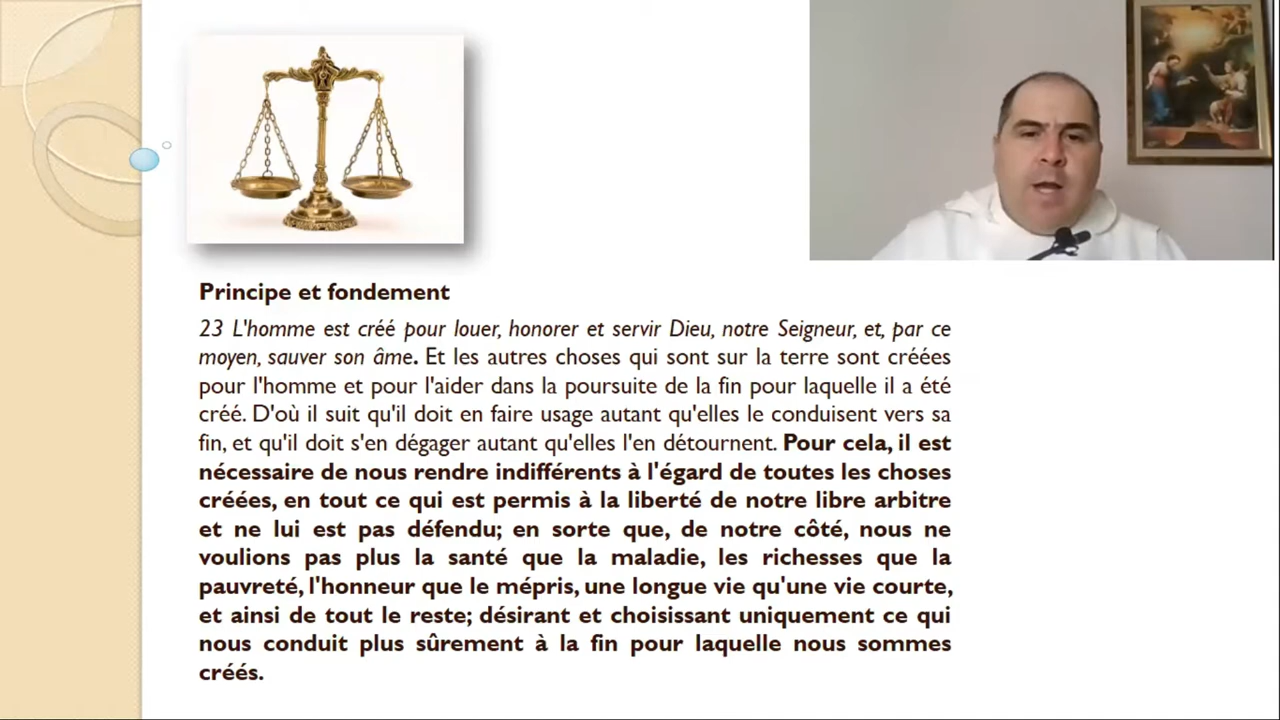 Principe et fondement
23 L'homme est créé pour louer, honorer et servir Dieu, notre Seigneur, et, par ce
moyen, sauver son âme. Et les autres choses qui sont sur la terre sont créées
pour l'homme et pour l'aider dans la poursuite de la fin pour laquelle il a été
créé. D'où il suit qu'il doit en faire usage autant qu'elles le conduisent vers sa
fin, et qu'il doit s'en dégager autant qu'elles l'en détournent. Pour cela, il est
nécessaire de nous rendre indifférents à l'égard de toutes les choses
créées, en tout ce qui est permis à la liberté de notre libre arbitre
et ne lui est pas défendu; en sorte que, de notre côté, nous ne
voulions pas plus la santé que la maladie, les richesses que la
pauvreté, l'honneur que le mépris, une longue vie qu'une vie courte,
et ainsi de tout le reste; désirant et choisissant uniquement ce qui
nous conduit plus sûrement à la fin pour laquelle nous sommes
créés.